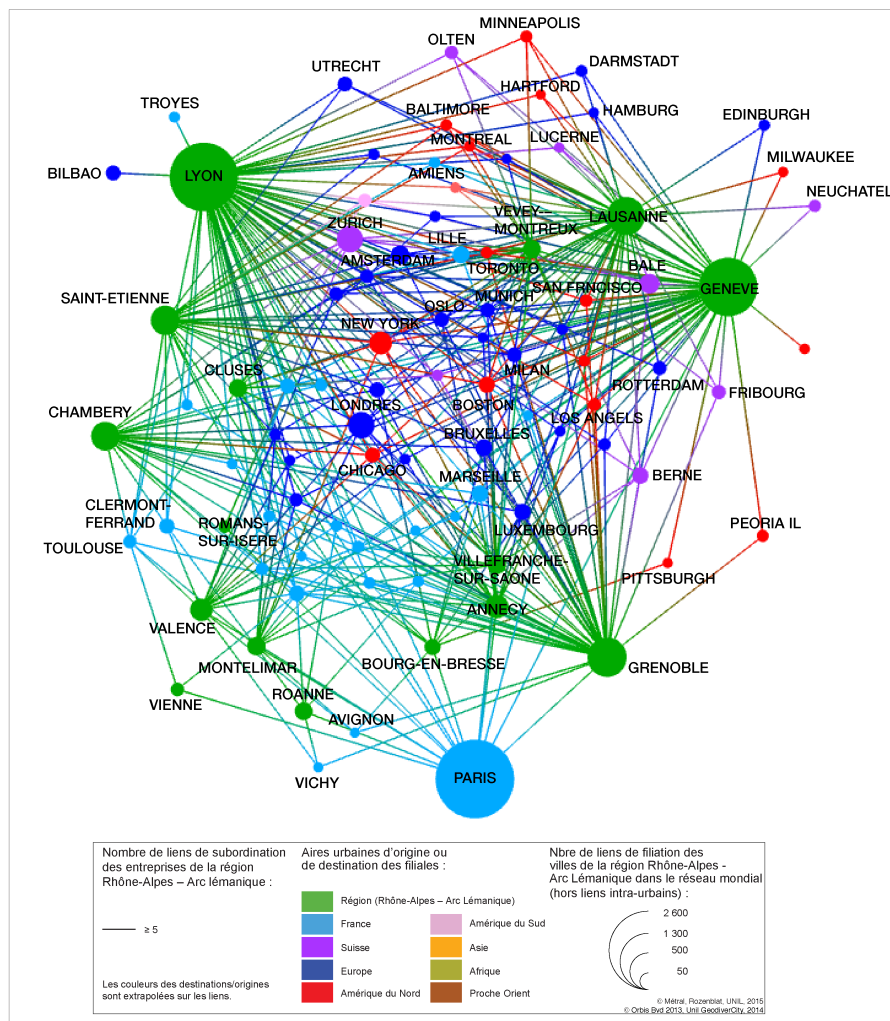 MINNEAPOLIS
OLTEN
DARMSTADT
UTRECHT
HARTFORD
TROYES
BALTIMORE
HAMBURG
EDINBURGH
MONTREAL
LUCERNE
MILWAUKEE
BILBAO
LYON
AMIENS
NEUCHATEL
VEVEY-–
MONTREUX
LAUSANNE
ZURICH
LILLE
AMSTERDAM
TORONTO
BALE
SAN FRNCISCO
GENEVE
SAINT-ETIENNE
MUNICH
OSLO
NEW YORK
CLUSES
MILAN
ROTTERDAM
FRIBOURG
CHAMBERY
LONDRES
BOSTON
LOS ANGELS
BRUXELLES
CHICAGO
MARSEILLE
BERNE
CLERMONT-
FERRAND
ROMANS-
SUR-ISERE
LUXEMBOURG
PEORIA IL
TOULOUSE
VILLEFRANCHE-
SUR-SAONE
PITTSBURGH
ANNECY
VALENCE
MONTELIMAR
BOURG-EN-BRESSE
GRENOBLE
VIENNE
ROANNE
AVIGNON
VICHY
PARIS
Nombre de liens de subordination
des entreprises de la région
Rhône-Alpes – Arc lémanique :
≥ 5
Les couleurs des destinations/origines
sont extrapolées sur les liens.
Aires urbaines d'origine ou
de destination des filiales :
Région (Rhône-Alpes – Arc Lémanique)
France
Amérique du Sud
Suisse
Asie
Europe
Afrique
Amérique du Nord
Proche Orient
Nbre de liens de filiation des
villes de la région Rhône-Alpes -
Arc Lémanique dans le réseau mondial
(hors liens intra-urbains) :
2 600
1 300
500
50
© Métral, Rozenblat, UNIL, 2015
© Orbis Bvd 2013, Unil GeodiverCity, 2014